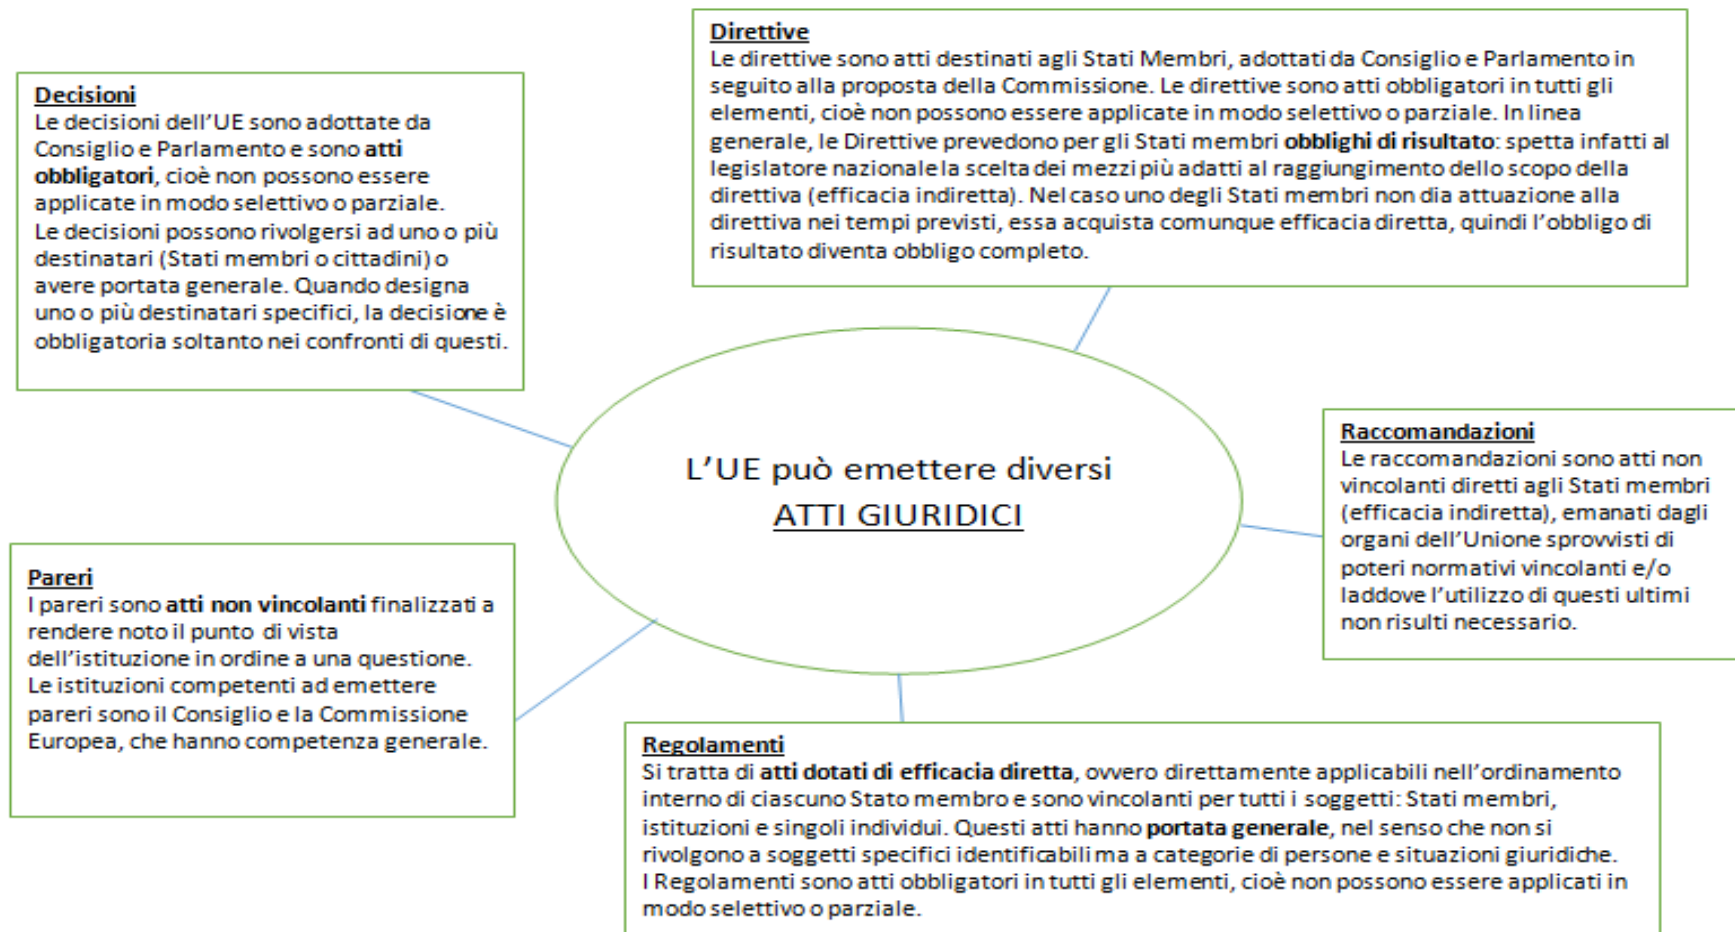 Direttive
Le direttive sono atti destinati agli Stati Membri, adottati da Consiglio e Parlamento in
seguito alla proposta della Commissione. Le direttive sono atti obbligatori in tutti gli
elementi, cioè non possono essere applicate in modo selettivo o parziale. In linea
generale, le Direttive prevedono per gli Stati membri obblighi di risultato: spetta infatti al
legislatore nazionale la scelta dei mezzi più adatti al raggiungimento dello scopo della
direttiva (efficacia indiretta). Nel caso uno degli Stati membri non dia attuazione alla
direttiva nei tempi previsti, essa acquista comunque efficacia diretta, quindi l'obbligo di
risultato diventa obbligo completo.
Decisioni
Le decisioni dell'UE sono adottate da
Consiglio e Parlamento e sono atti
obbligatori, cioè non possono essere
applicate in modo selettivo o parziale.
Le decisioni possono rivolgersi ad uno o più
destinatari (Stati membri o cittadini) o
avere portata generale. Quando designa
uno o più destinatari specifici, la decisione è
obbligatoria soltanto nei confronti di questi.
L'UE può emettere diversi
ATTI GIURIDICI
Raccomandazioni
Le raccomandazioni sono atti non
vincolanti diretti agli Stati membri
(efficacia indiretta), emanati dagli
organi dell'Unione sprovvisti di
poteri normativi vincolanti e/o
laddove l'utilizzo di questi ultimi
non risulti necessario.
Pareri
I pareri sono atti non vincolanti finalizzati a
rendere noto il punto di vista
dell'istituzione in ordine a una questione.
Le istituzioni competenti ad emettere
pareri sono il Consiglio e la Commissione
Europea, che hanno competenza generale.
Regolamenti
Si tratta di atti dotati di efficacia diretta, ovvero direttamente applicabili nell'ordinamento
interno di ciascuno Stato membro e sono vincolanti per tutti i soggetti: Stati membri,
istituzioni e singoli individui. Questi atti hanno portata generale, nel senso che non si
rivolgono a soggetti specifici identificabili ma a categorie di persone e situazioni giuridiche.
I Regolamenti sono atti obbligatori in tutti gli elementi, cioè non possono essere applicati in
modo selettivo o parziale.